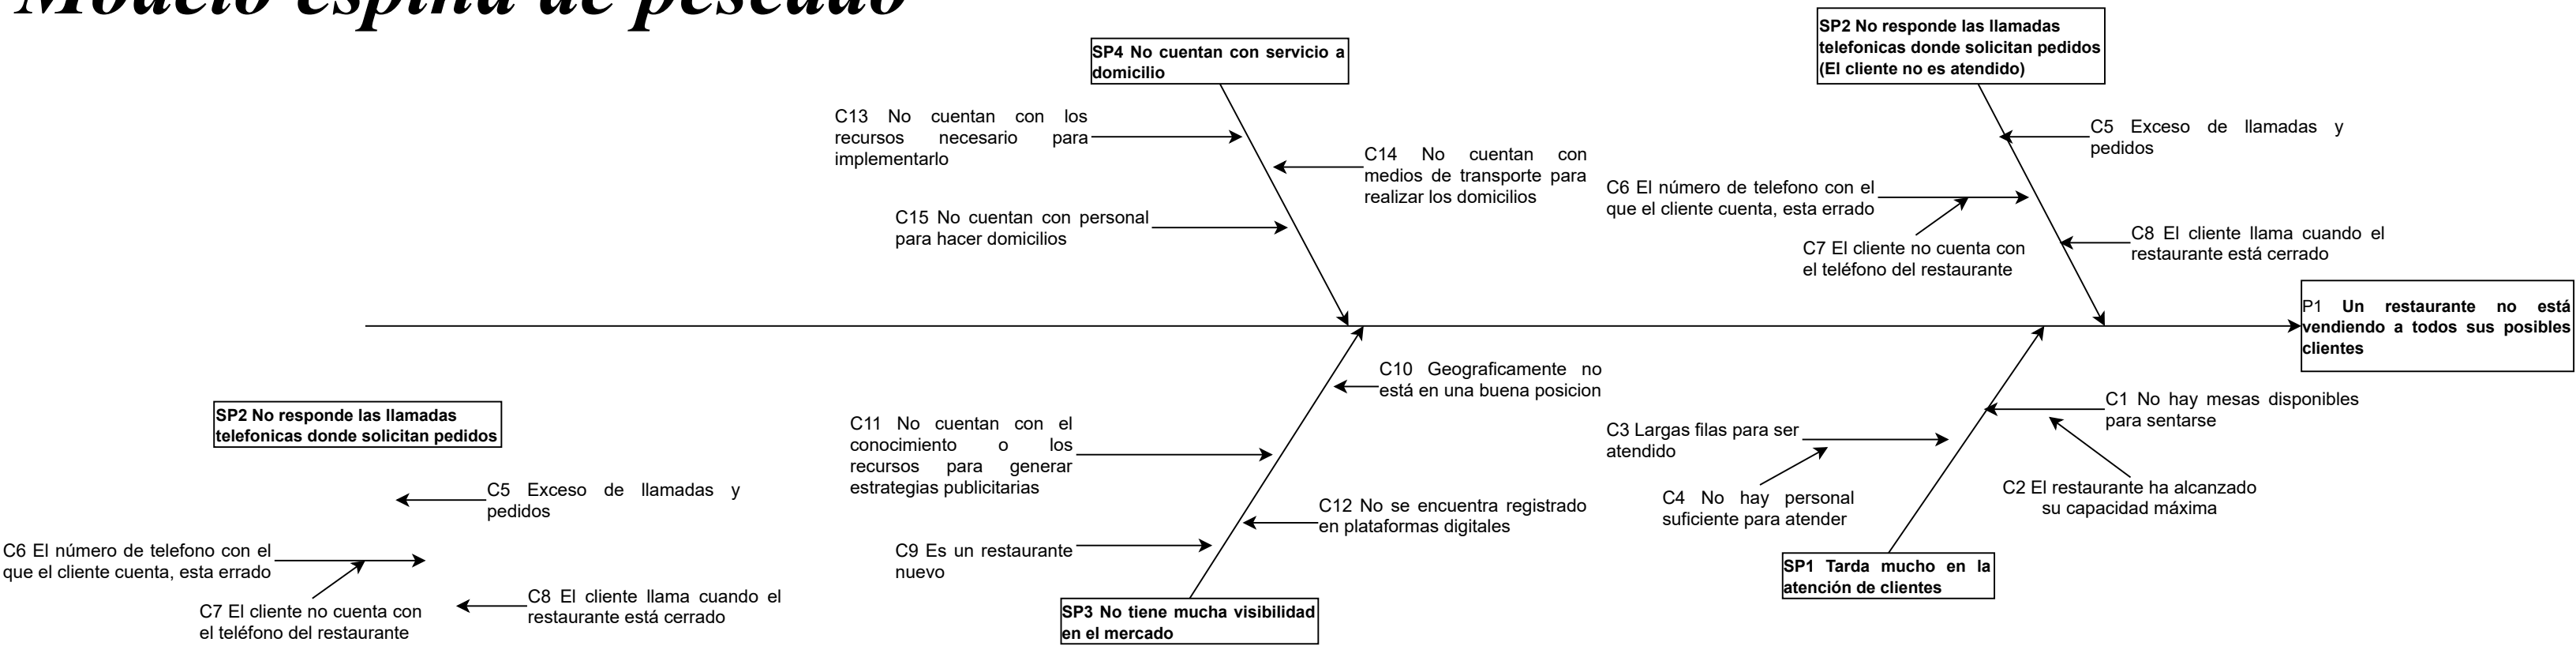 Modelo espina de pescado
SP4 No cuentan con servicio a
domicilio
SP2 No responde las llamadas
telefonicas donde solicitan pedidos
(El cliente no es atendido)
C13 No cuentan con los
recursos necesario para
implementarlo
C14 No cuentan con
medios de transporte para
realizar los domicilios
C15 No cuentan con personal
para hacer domicilios
C5 Exceso de llamadas y
pedidos
C6 El número de telefono con el
que el cliente cuenta, esta errado
C7 El cliente no cuenta con
el teléfono del restaurante
C8 El cliente llama cuando el
restaurante está cerrado
P1 Un restaurante no está
vendiendo a todos sus posibles
clientes
C10 Geograficamente no
está en una buena posicion
C11 No cuentan con el
conocimiento o los
recursos para generar
estrategias publicitarias
C12 No se encuentra registrado
en plataformas digitales
C9 Es un restaurante
nuevo
SP3 No tiene mucha visibilidad
en el mercado
C1 No hay mesas disponibles
para sentarse
C3 Largas filas para ser
atendido
C4 No hay personal
suficiente para atender
C2 El restaurante ha alcanzado
su capacidad máxima
SP1 Tarda mucho en la
atención de clientes
SP2 No responde las llamadas
telefonicas donde solicitan pedidos
C5 Exceso de llamadas y
pedidos
C6 El número de telefono con el
que el cliente cuenta, esta errado
C7 El cliente no cuenta con
el teléfono del restaurante
C8 El cliente llama cuando el
restaurante está cerrado